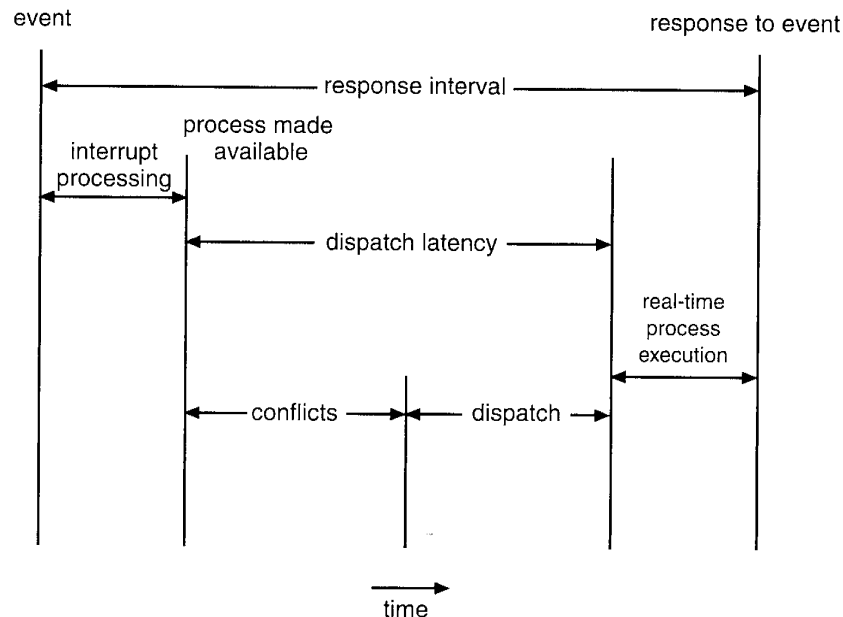 event
response to event
response interval
process made
available
interrupt
processing
dispatch latency
real-time
process
execution
conflicts
dispatch
time